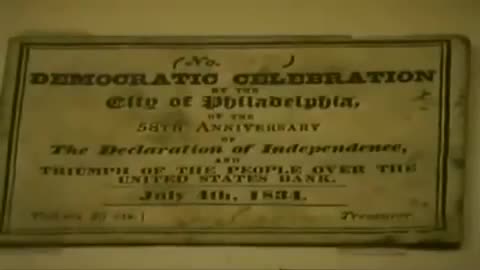 (No. )
DEMOCRATIC CELEBRATION
BY THE
City of Philadelphia,
OF THE
58TH ANNIVERSARY
OF
The Declaration of Independence,
AND
TRIUMPH OF THE PEOPLE OVER THE
UNITED STATES BANK.
July 4th, 1834.
cts.] Treasurer